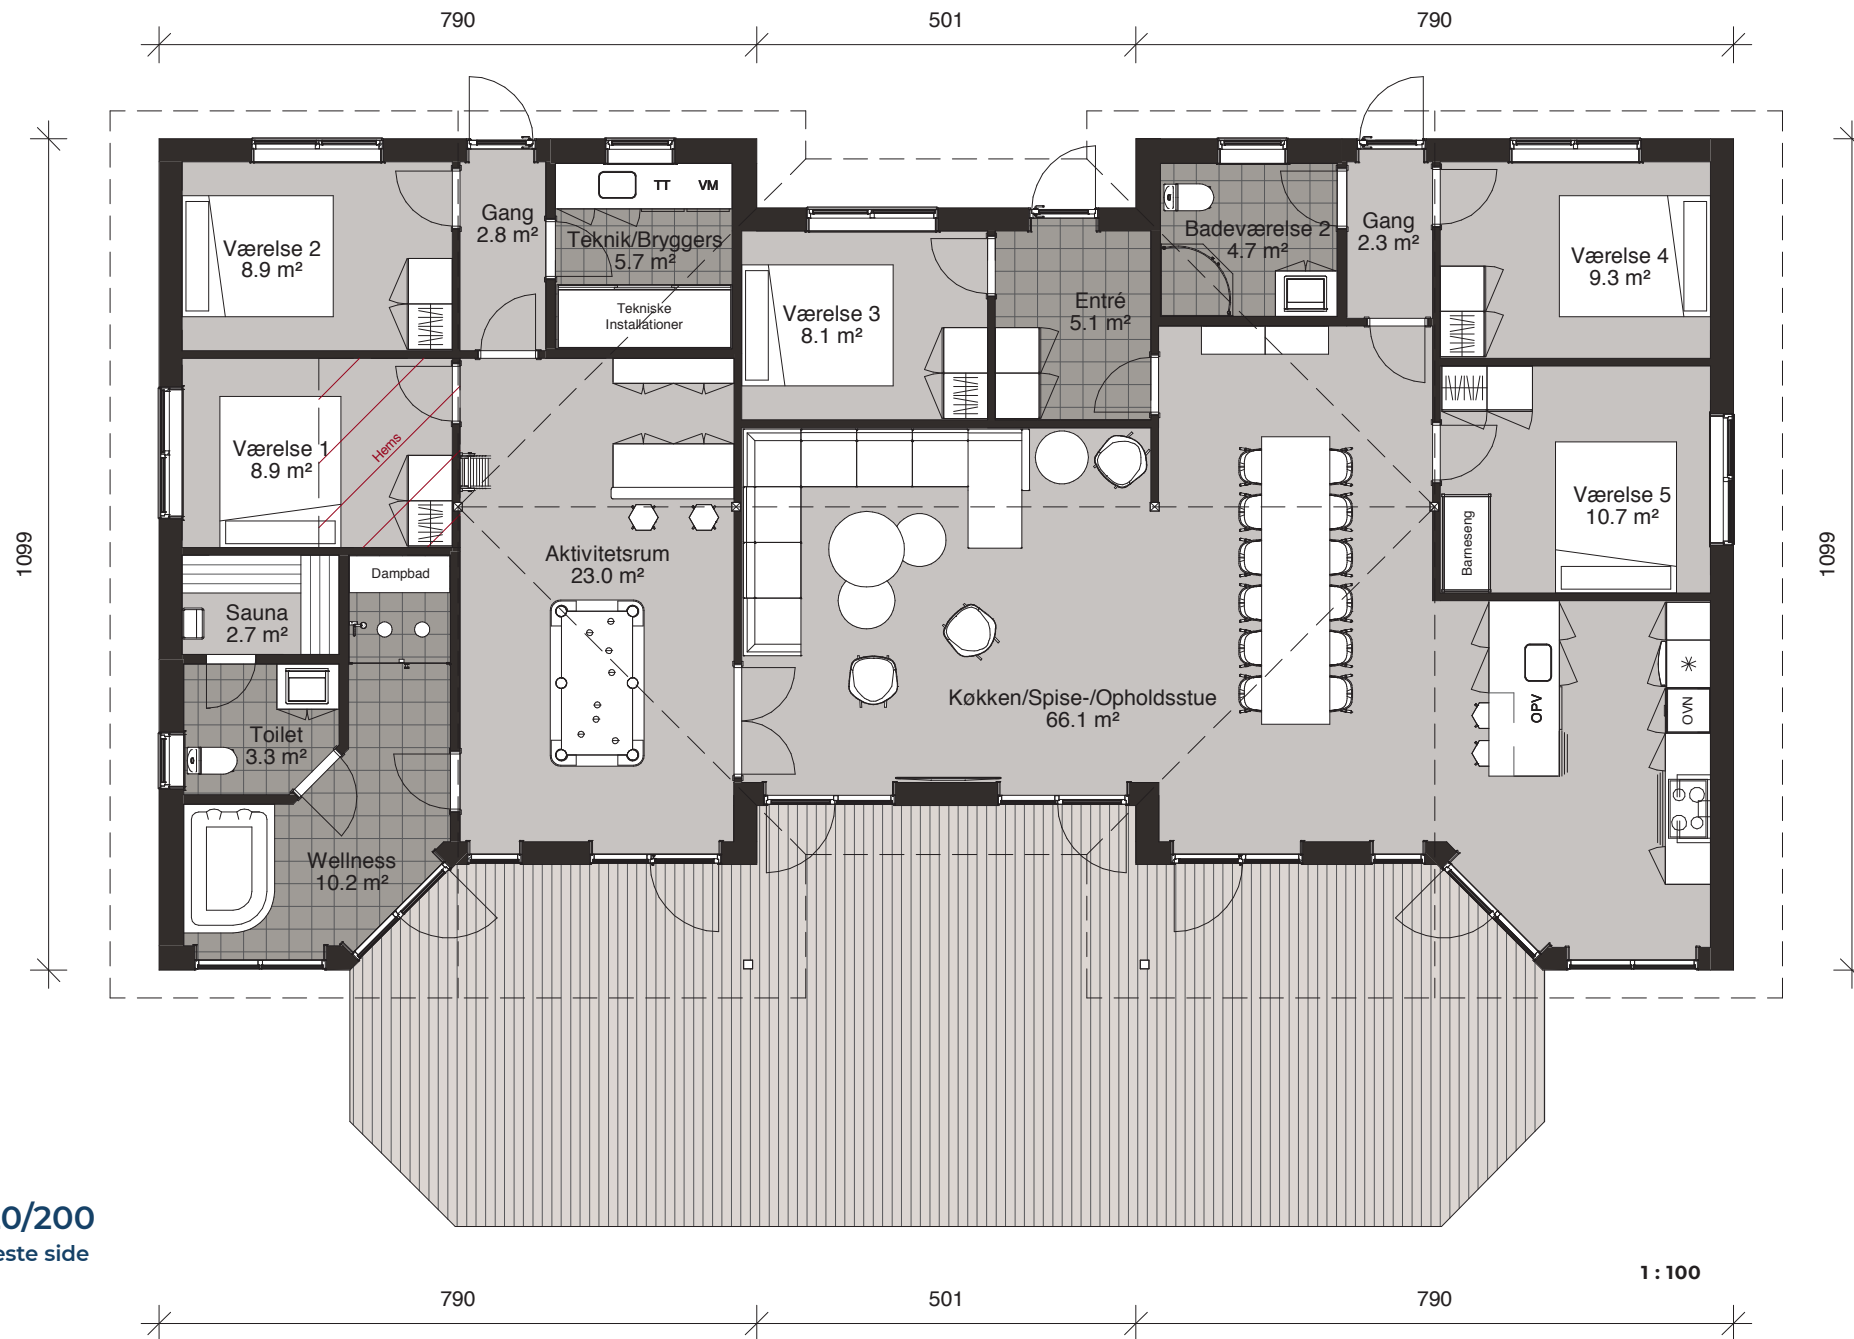 790
501
790
1099
1099
Værelse 2
8.9 m²
Gang
2.8 m²
TT
VM
Teknik/Bryggers
5.7 m²
Tekniske
Installationer
Værelse 3
8.1 m²
Entré
5.1 m²
Badeværelse 2
4.7 m²
Gang
2.3 m²
Værelse 4
9.3 m²
Værelse 1
8.9 m²
Hems
Værelse 5
10.7 m²
Barneseng
Aktivitetsrum
23.0 m²
Dampbad
Sauna
2.7 m²
Køkken/Spise-/Opholdsstue
66.1 m²
OPV
OVN
Toilet
3.3 m²
Wellness
10.2 m²
0/200
este side
1 : 100
790
501
790